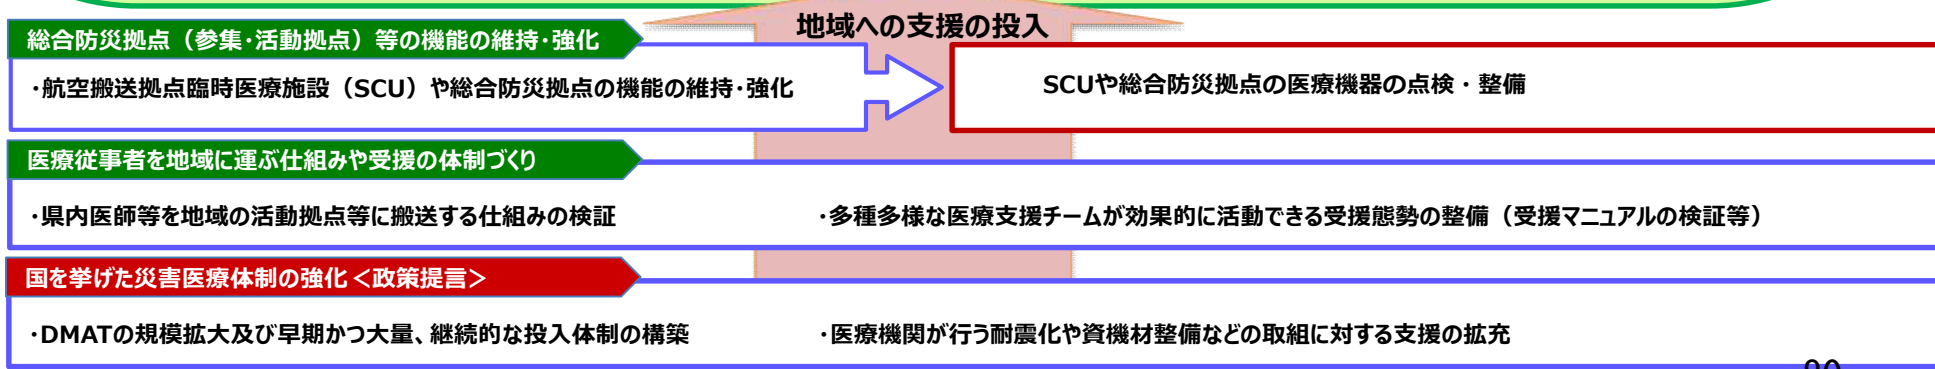 地域への支援の投入
総合防災拠点（参集･活動拠点）等の機能の維持･強化
･航空搬送拠点臨時医療施設（SCU）や総合防災拠点の機能の維持･強化
SCUや総合防災拠点の医療機器の点検・整備
医療従事者を地域に運ぶ仕組みや受援の体制づくり
･県内医師等を地域の活動拠点等に搬送する仕組みの検証
･多種多様な医療支援チームが効果的に活動できる受援態勢の整備（受援マニュアルの検証等）
国を挙げた災害医療体制の強化＜政策提言＞
･DMATの規模拡大及び早期かつ大量、継続的な投入体制の構築
･医療機関が行う耐震化や資機材整備などの取組に対する支援の拡充